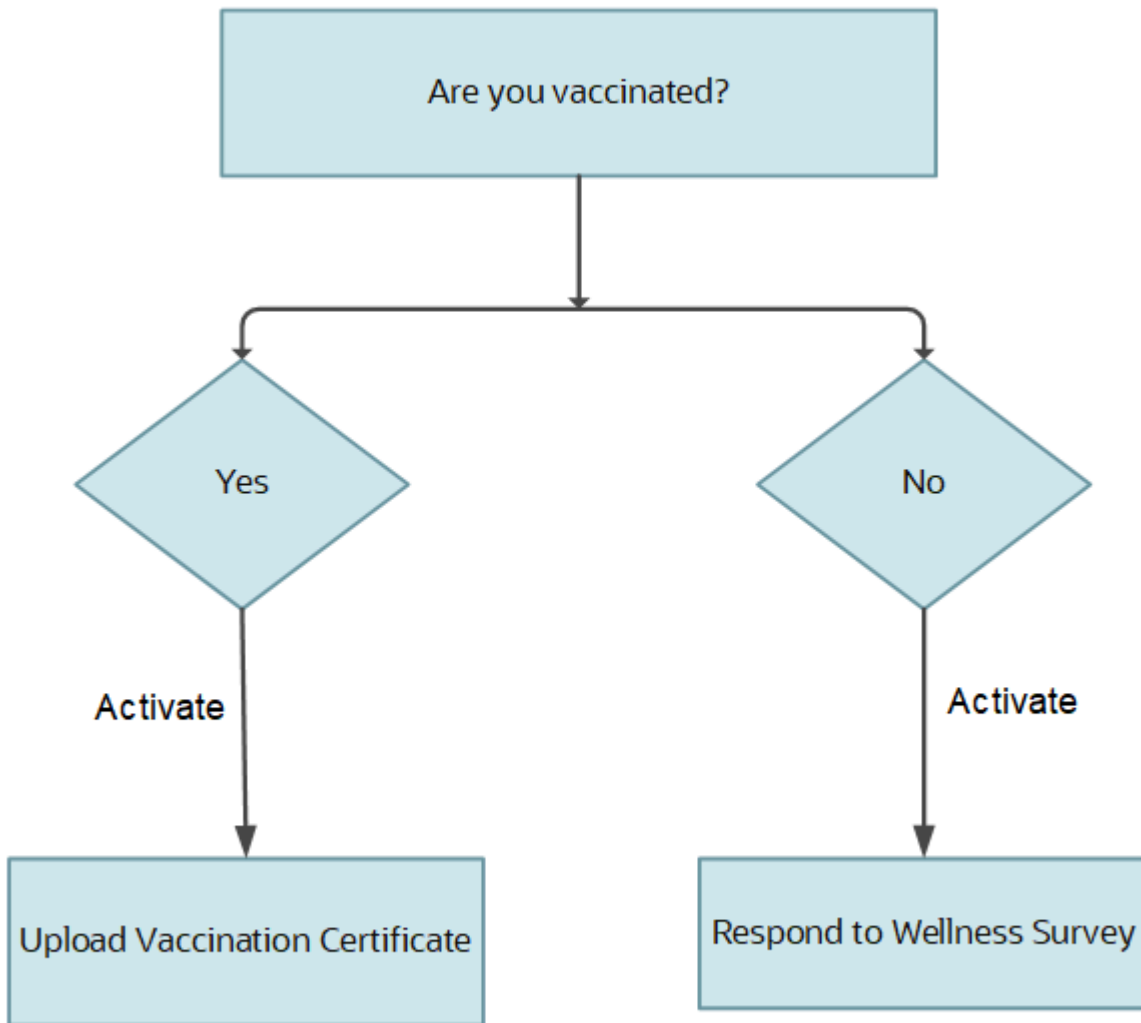 Are you vaccinated?
Yes
No
Activate
Activate
Upload Vaccination Certificate
Respond to Wellness Survey